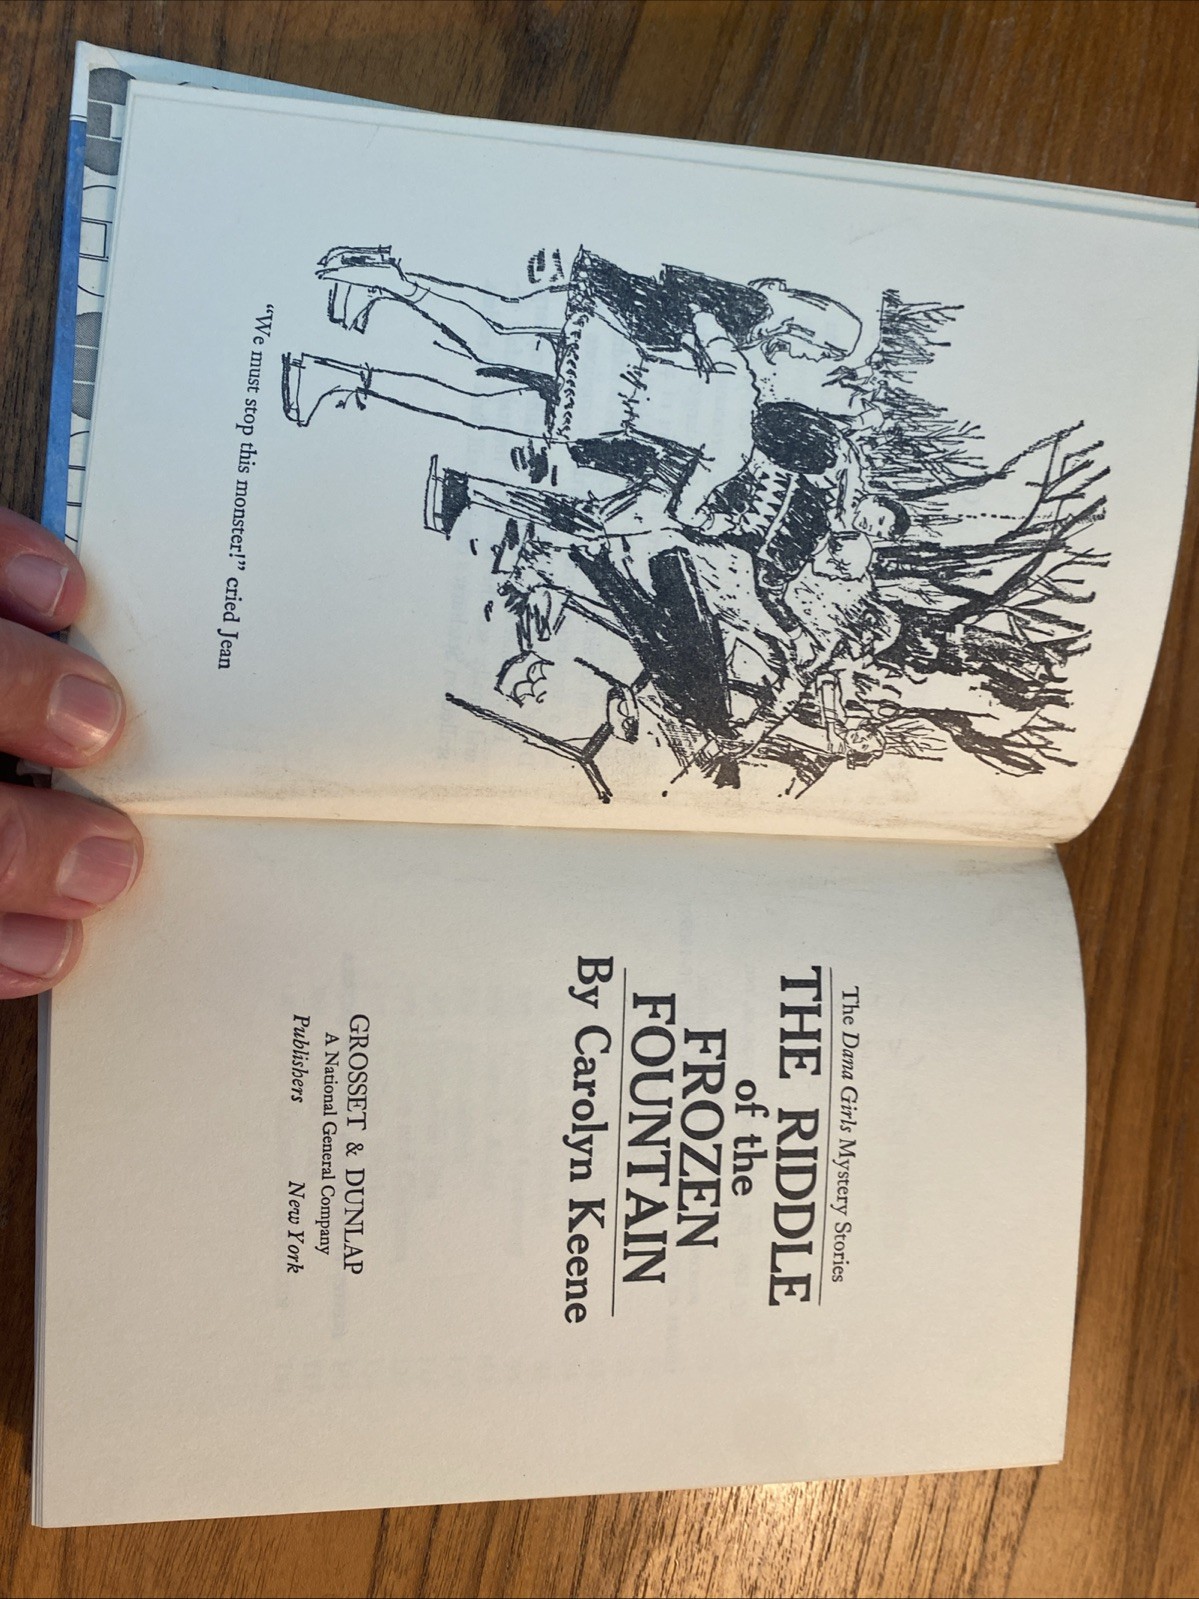 “We must stop this monster!” cried Jean
The Dana Girls Mystery Stories
THE RIDDLE
of the
FROZEN
FOUNTAIN
By Carolyn Keene
GROSSET & DUNLAP
A National General Company
Publishers New York